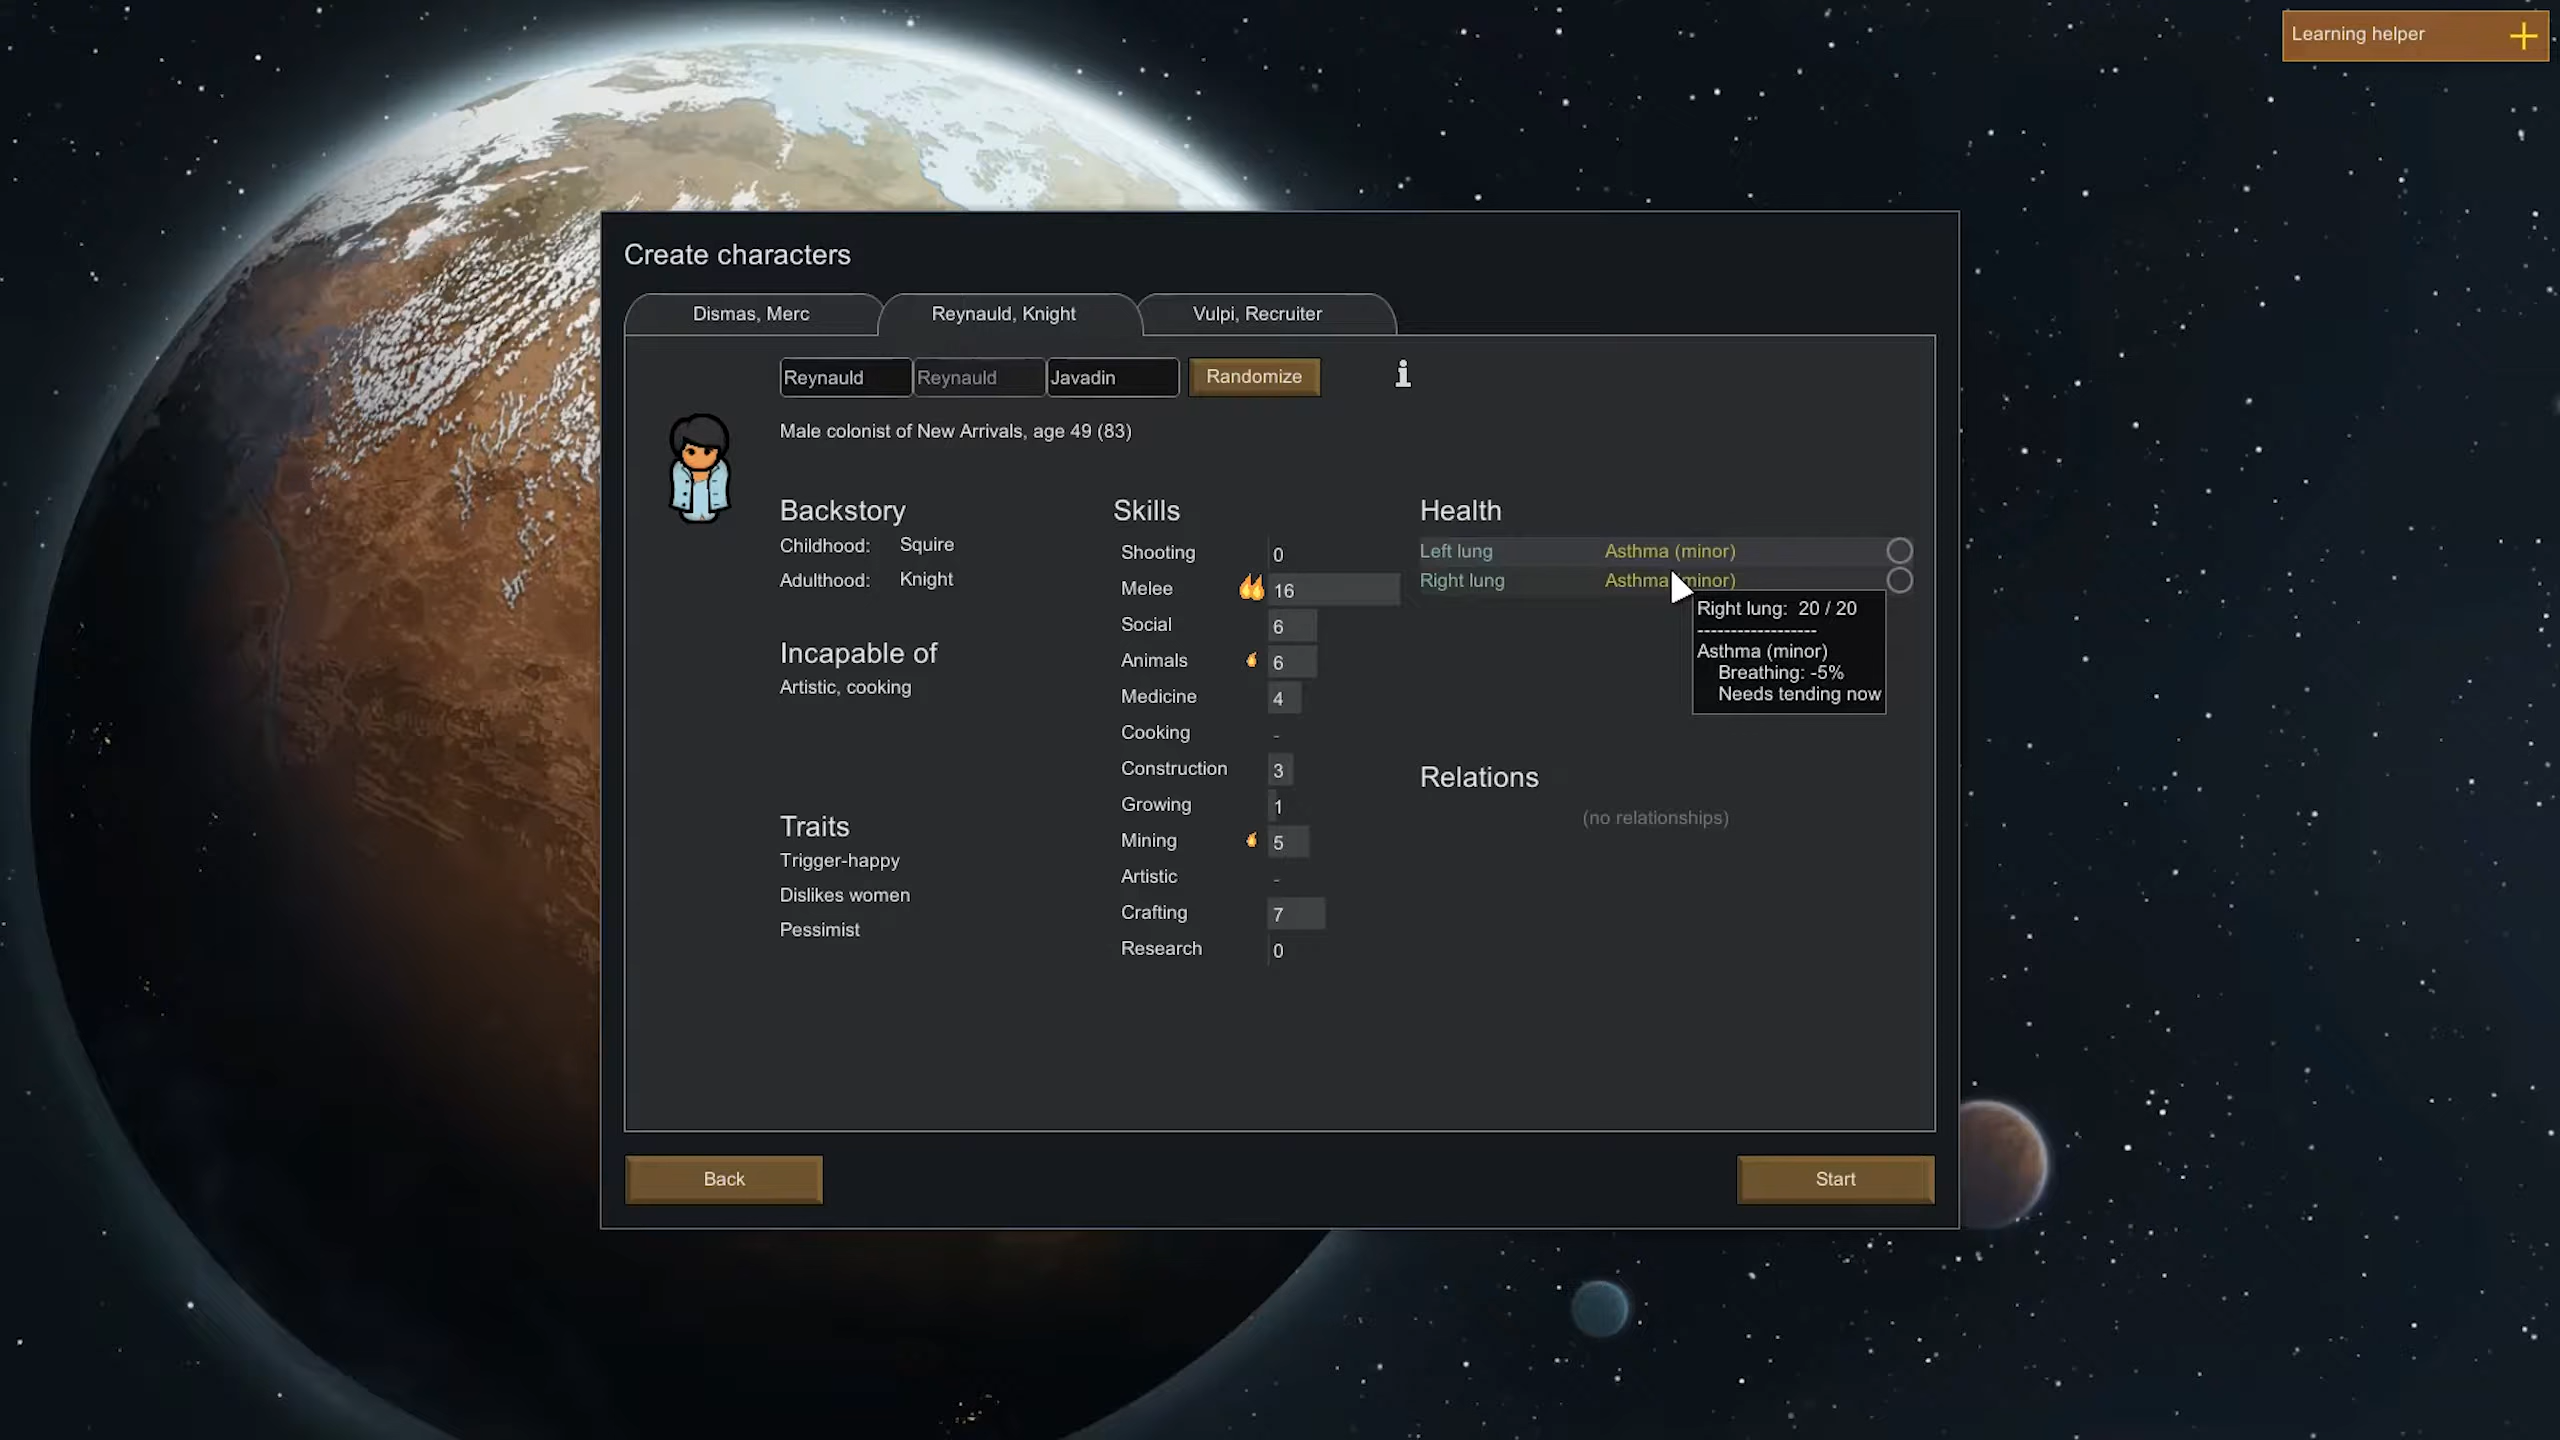 Learning helper
Create characters
Dismas, Merc
Reynauld, Knight
Vulpi, Recruiter
Reynauld
Reynauld
Javadin
Randomize
Male colonist of New Arrivals, age 49 (83)
Backstory
Childhood: Squire
Adulthood: Knight
Incapable of
Artistic, cooking
Traits
Trigger-happy
Dislikes women
Pessimist
Skills
Shooting 0
Melee 16
Social 6
Animals 6
Medicine 4
Cooking -
Construction 3
Growing 1
Mining 5
Artistic -
Crafting 7
Research 0
Health
Left lung Asthma (minor)
Right lung Asthma (minor)
Right lung: 20 / 20
------------------
Asthma (minor)
Breathing: -5%
Needs tending now
Relations
(no relationships)
Back
Start